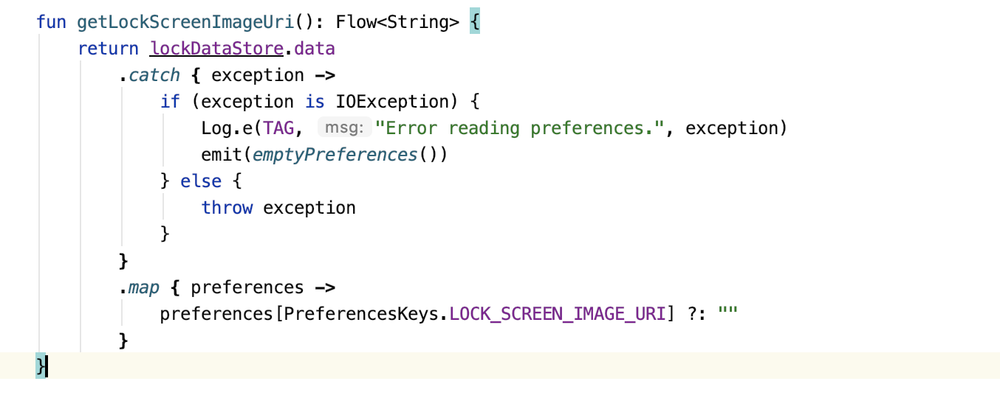 fun getLockScreenImageUri(): Flow<String> {
    return lockDataStore.data
        .catch { exception ->
            if (exception is IOException) {
                Log.e(TAG, msg: "Error reading preferences.", exception)
                emit(emptyPreferences())
            } else {
                throw exception
            }
        }
        .map { preferences ->
            preferences[PreferencesKeys.LOCK_SCREEN_IMAGE_URI] ?: ""
        }
}